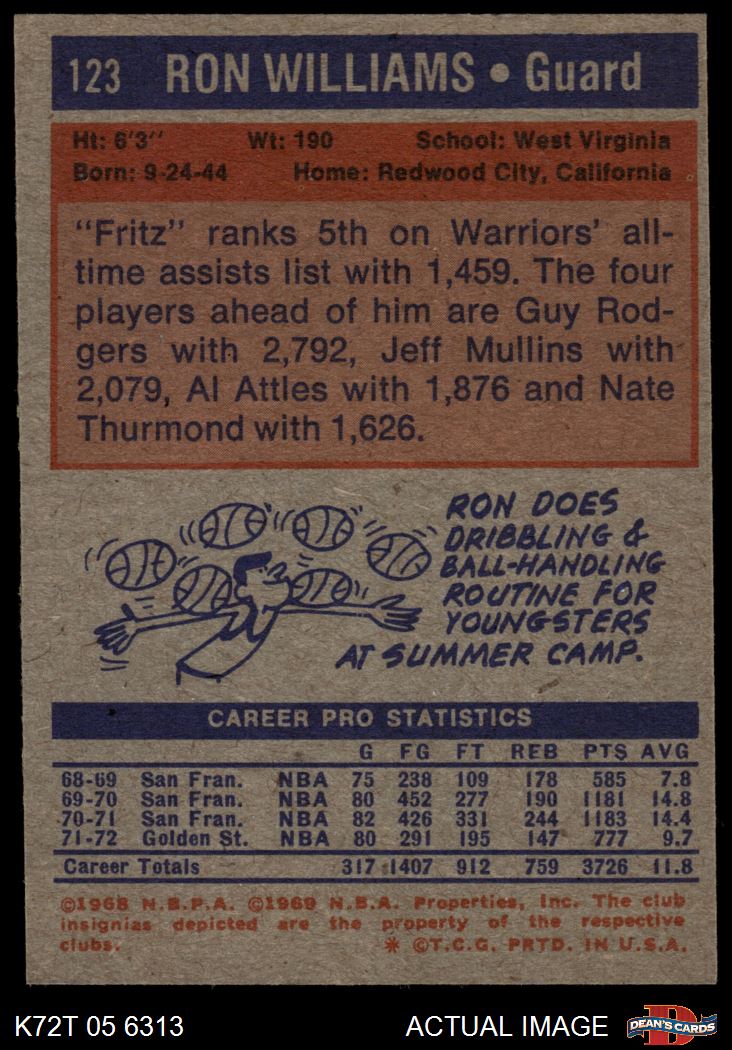 123 RON WILLIAMS • Guard
Ht: 6'3'' Wt: 190 School: West Virginia
Born: 9-24-44 Home: Redwood City, California
"Fritz" ranks 5th on Warriors' all-
time assists list with 1,459. The four
players ahead of him are Guy Rod-
gers with 2,792, Jeff Mullins with
2,079, Al Attles with 1,876 and Nate
Thurmond with 1,626.
RON DOES
DRIBBLING &
BALL-HANDLING
ROUTINE FOR
YOUNGSTERS
AT SUMMER CAMP.
CAREER PRO STATISTICS
G FG FT REB PTS AVG
68-69 San Fran. NBA 75 238 109 178 585 7.8
69-70 San Fran. NBA 80 452 277 190 1181 14.8
70-71 San Fran. NBA 82 426 331 244 1183 14.4
71-72 Golden St. NBA 80 291 195 147 777 9.7
Career Totals 317 1407 912 759 3726 11.8
©1968 N.B.P.A. ©1969 N.B.A. Properties, Inc. The club
insignias depicted are the property of the respective
clubs. * ©T.C.G. PRTD. IN U.S.A.
K72T 05 6313 ACTUAL IMAGE D DEAN'S CARDS